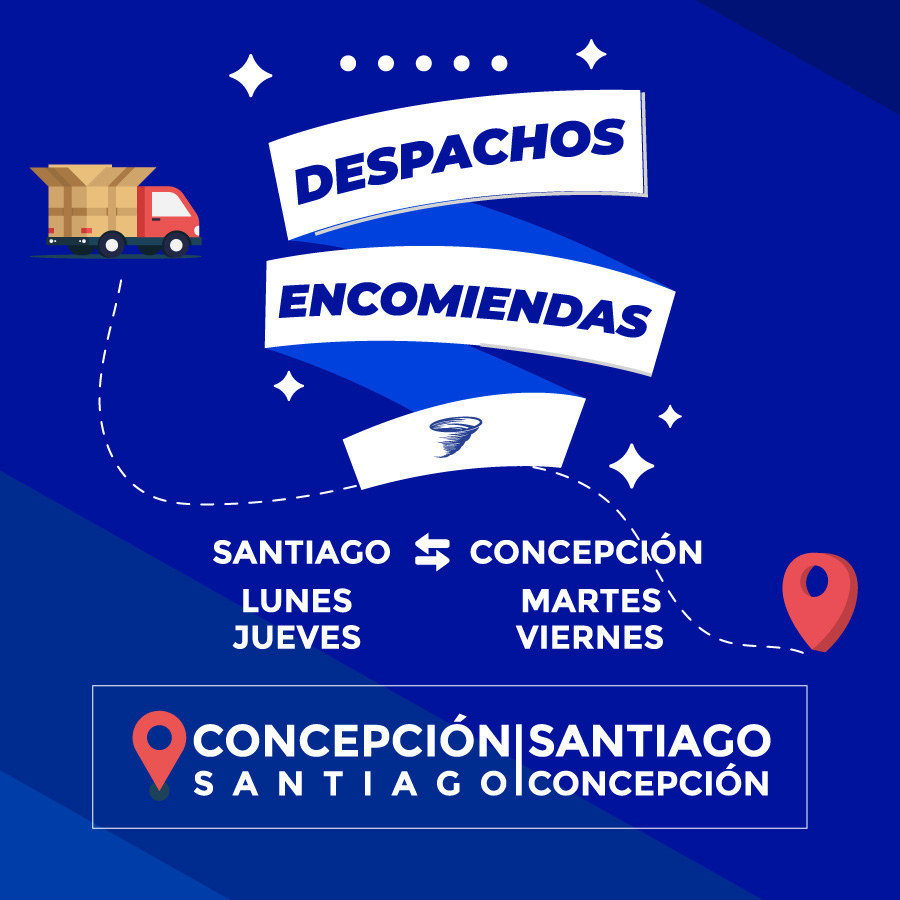 DESPACHOS
ENCOMIENDAS
SANTIAGO CONCEPCIÓN
LUNES MARTES
JUEVES VIERNES
CONCEPCIÓN SANTIAGO
SANTIAGO CONCEPCIÓN